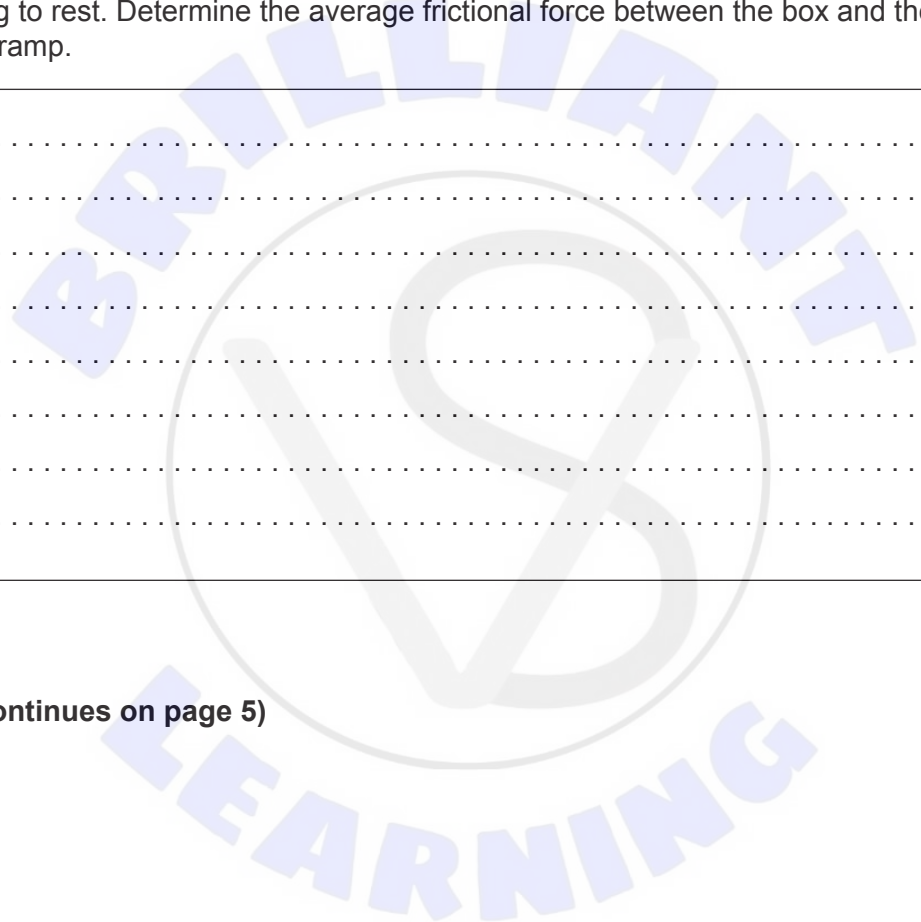 g to rest. Determine the average frictional force between the box and the
ramp.
. . . . . . . . . . . . . . . . . . . . . . . . . . . . . . . . . . . . . . . . . . . . . . . . . . . . . . . . . . . .
. . . . . . . . . . . . . . . . . . . . . . . . . . . . . . . . . . . . . . . . . . . . . . . . . . . . . . . . . . . .
. . . . . . . . . . . . . . . . . . . . . . . . . . . . . . . . . . . . . . . . . . . . . . . . . . . . . . . . . . . .
. . . . . . . . . . . . . . . . . . . . . . . . . . . . . . . . . . . . . . . . . . . . . . . . . . . . . . . . . . . .
. . . . . . . . . . . . . . . . . . . . . . . . . . . . . . . . . . . . . . . . . . . . . . . . . . . . . . . . . . . .
. . . . . . . . . . . . . . . . . . . . . . . . . . . . . . . . . . . . . . . . . . . . . . . . . . . . . . . . . . . .
. . . . . . . . . . . . . . . . . . . . . . . . . . . . . . . . . . . . . . . . . . . . . . . . . . . . . . . . . . . .
. . . . . . . . . . . . . . . . . . . . . . . . . . . . . . . . . . . . . . . . . . . . . . . . . . . . . . . . . . . .
ontinues on page 5)
BRILLIANT
VS
LEARNING